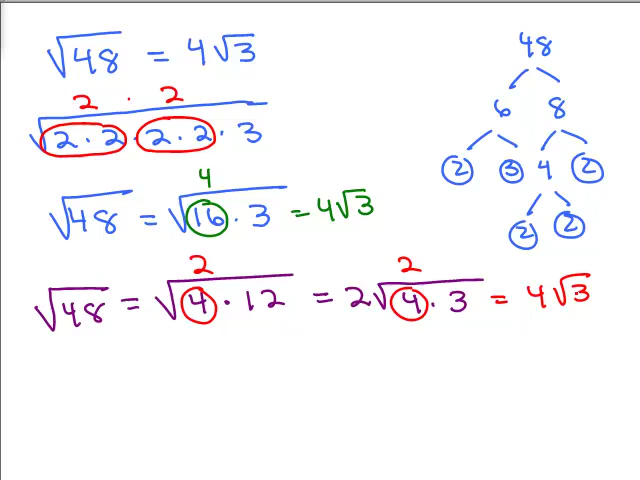 √48 = 4√3
2 · 2
√2 · 2 · 2 · 2 · 3
4
√48 = √16 · 3 = 4√3
2 2
√48 = √4 · 12 = 2√4 · 3 = 4√3
48
6 8
2 3 4 2
2 2